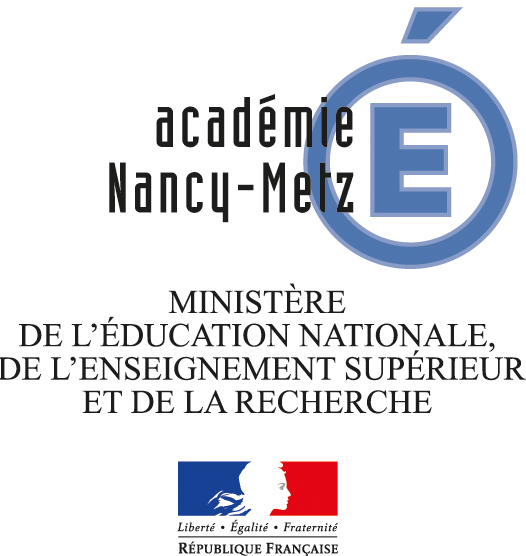 académie
Nancy-Metz
É
MINISTÈRE
DE L'ÉDUCATION NATIONALE,
DE L'ENSEIGNEMENT SUPÉRIEUR
ET DE LA RECHERCHE
Liberté • Égalité • Fraternité
RÉPUBLIQUE FRANÇAISE